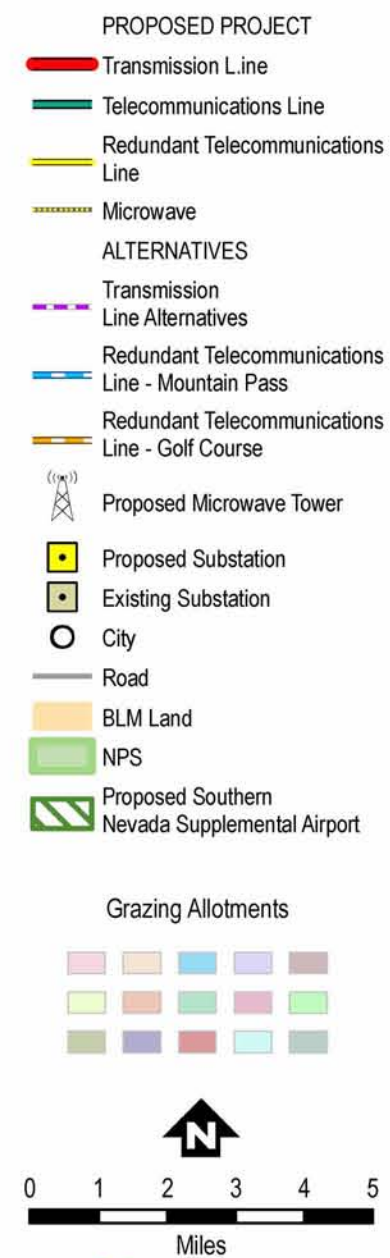 PROPOSED PROJECT
Transmission L.ine
Telecommunications Line
Redundant Telecommunications
Line
Microwave
ALTERNATIVES
Transmission
Line Alternatives
Redundant Telecommunications
Line - Mountain Pass
Redundant Telecommunications
Line - Golf Course
Proposed Microwave Tower
Proposed Substation
Existing Substation
City
Road
BLM Land
NPS
Proposed Southern
Nevada Supplemental Airport
Grazing Allotments
N
0 1 2 3 4 5
Miles